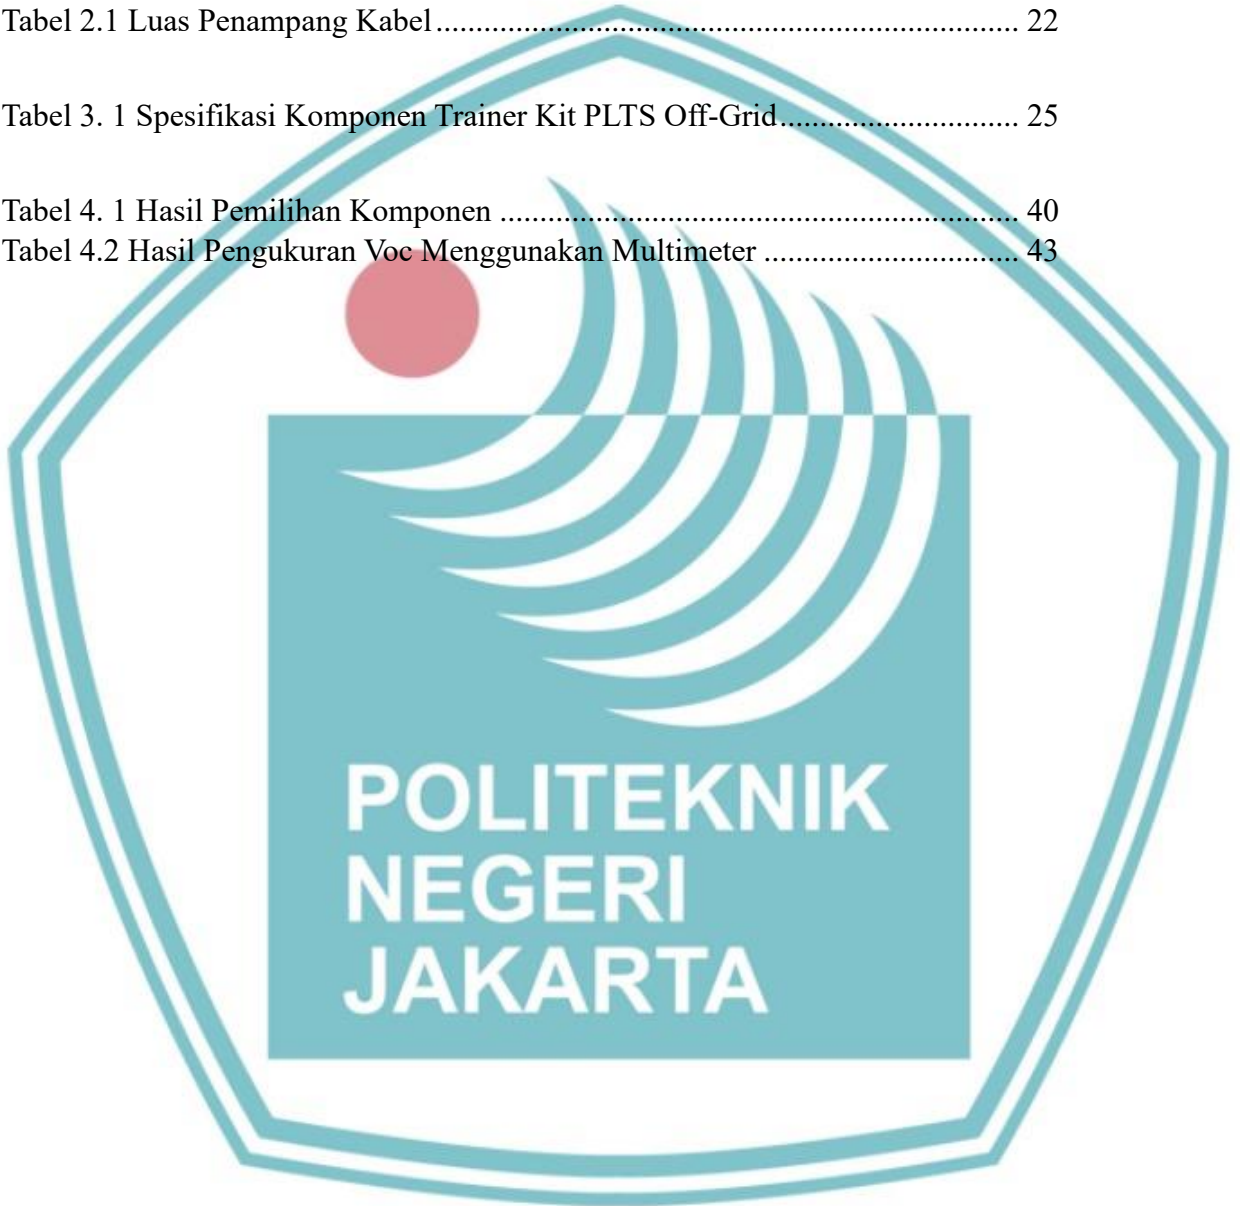 Tabel 2.1 Luas Penampang Kabel......................................................................... 22
Tabel 3. 1 Spesifikasi Komponen Trainer Kit PLTS Off-Grid.............................. 25
Tabel 4. 1 Hasil Pemilihan Komponen ................................................................. 40
Tabel 4.2 Hasil Pengukuran Voc Menggunakan Multimeter ................................ 43
POLITEKNIK
NEGERI
JAKARTA